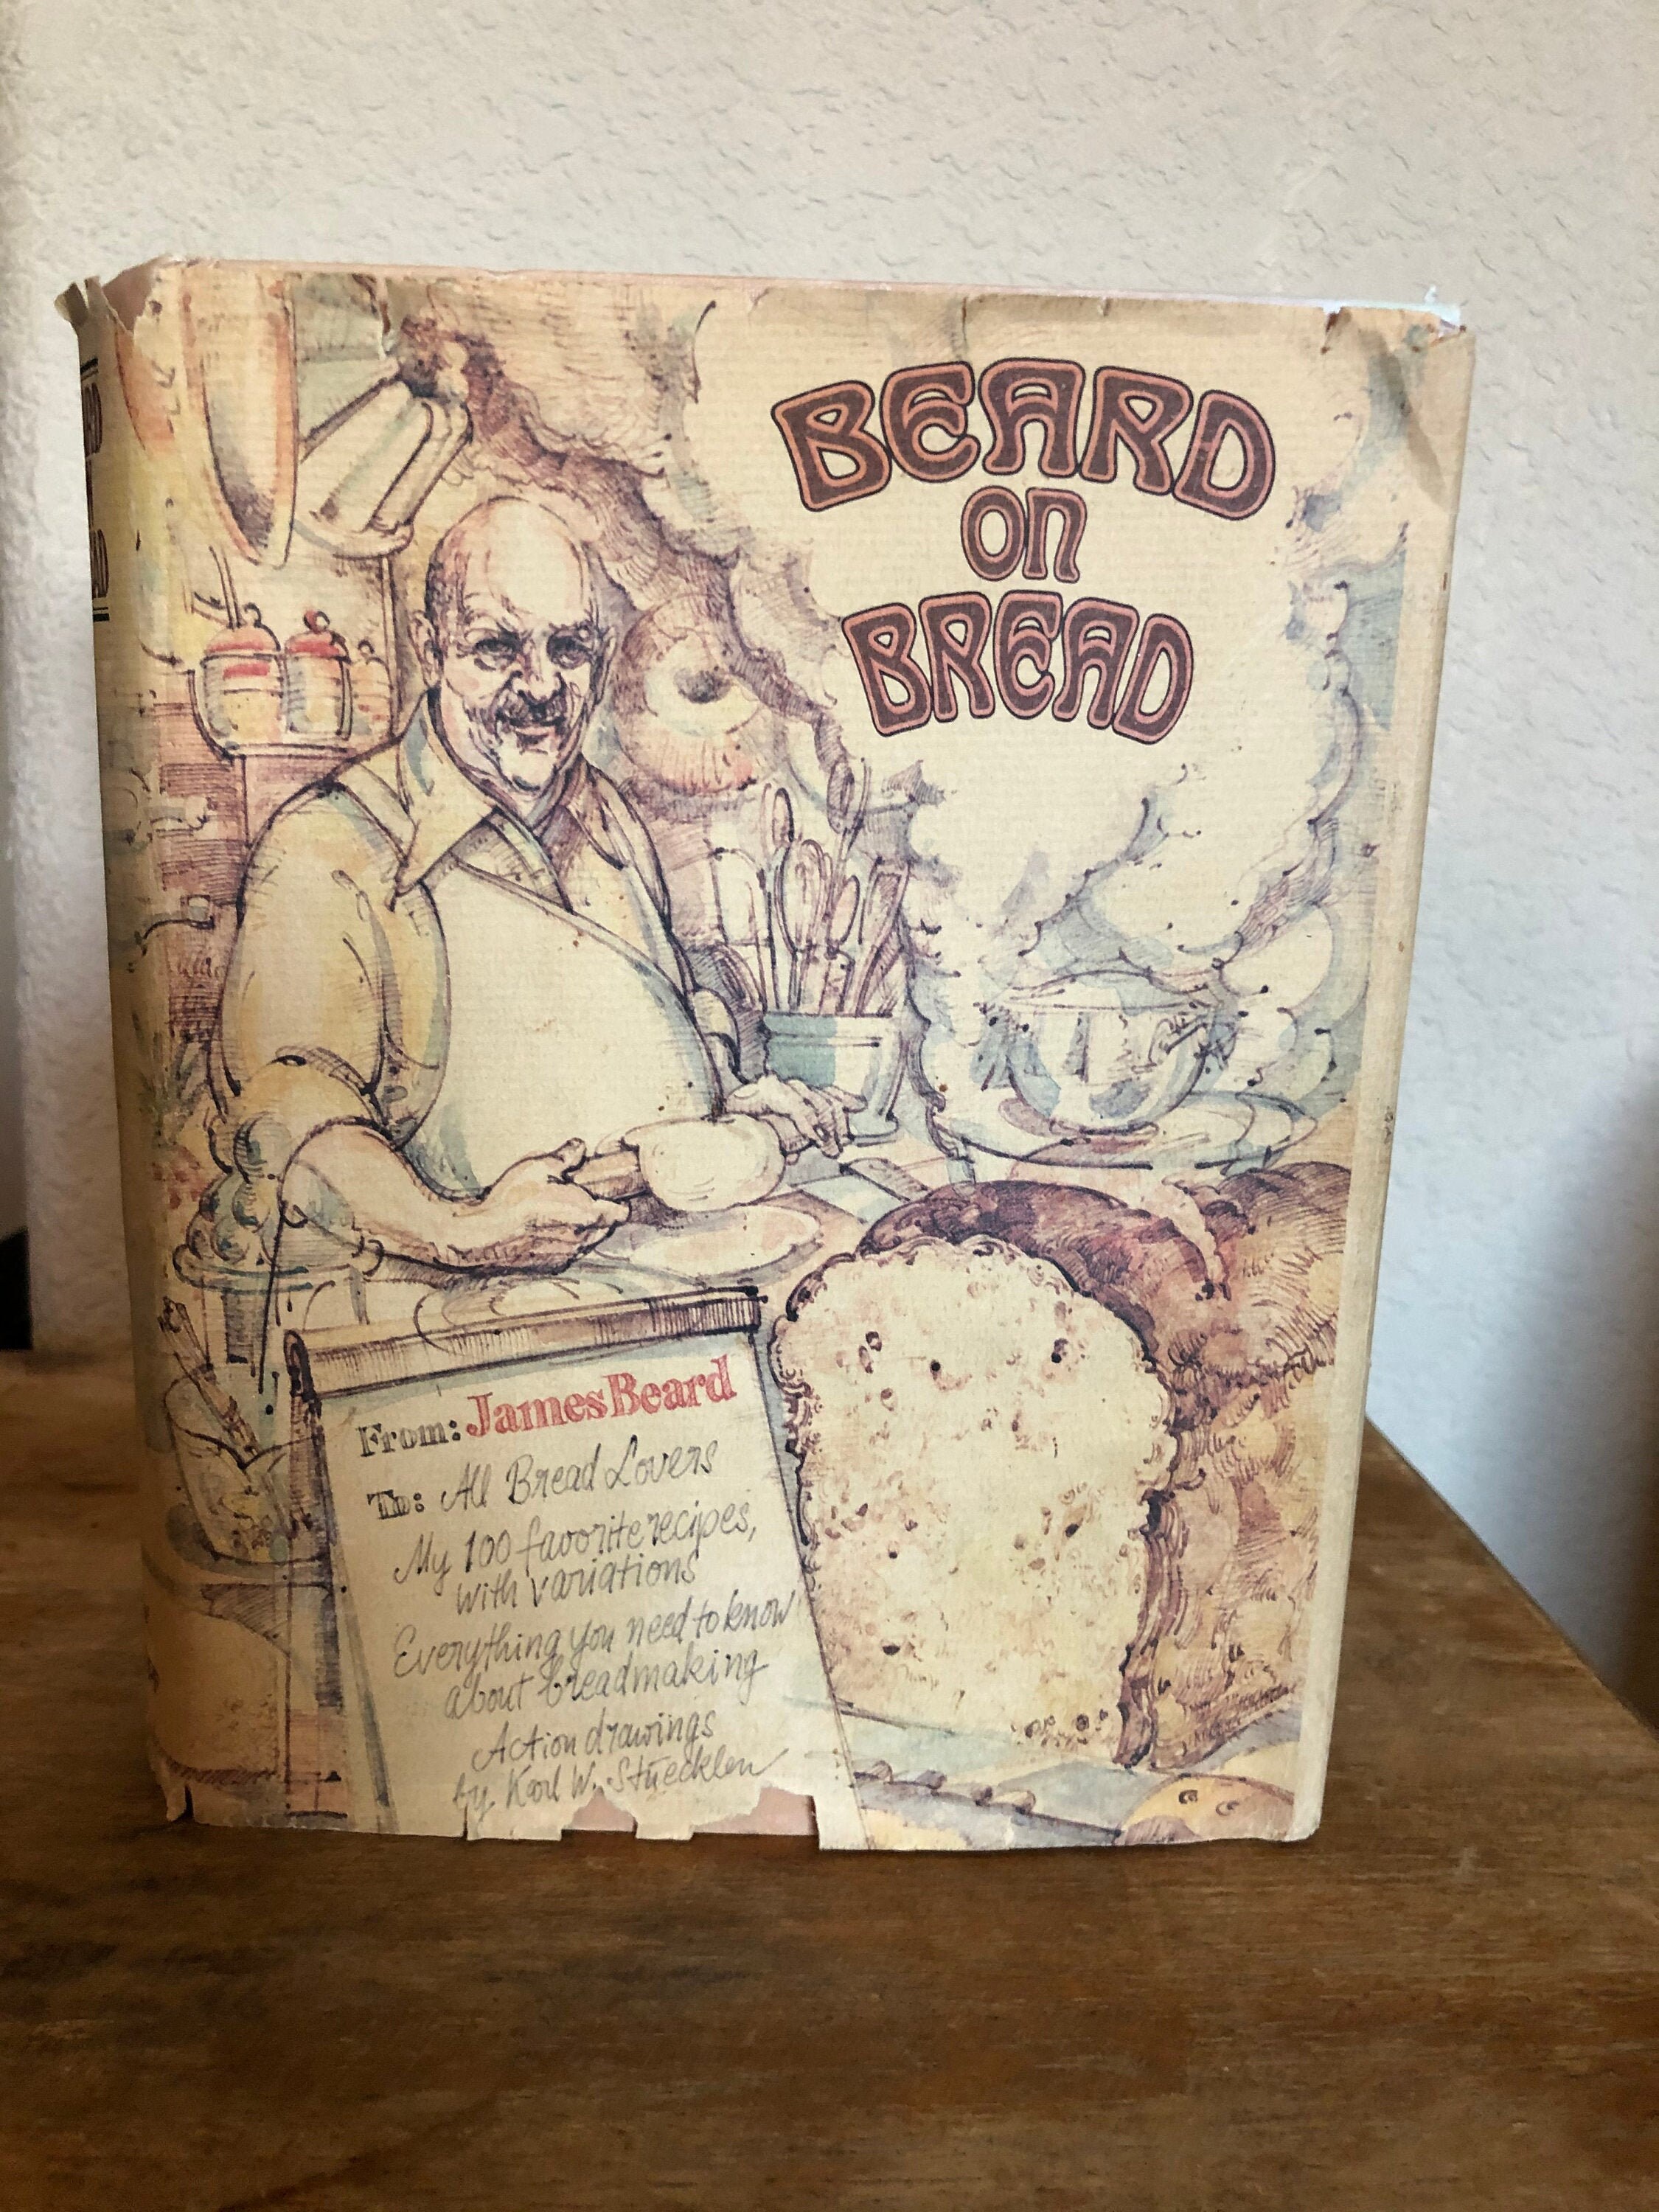 BEARD
on
BREAD
From: James Beard
To: All Bread Lovers
My 100 favorite recipes,
with variations
Everything you need to know
about breadmaking
Action drawings
by Karl W. Stuecklen